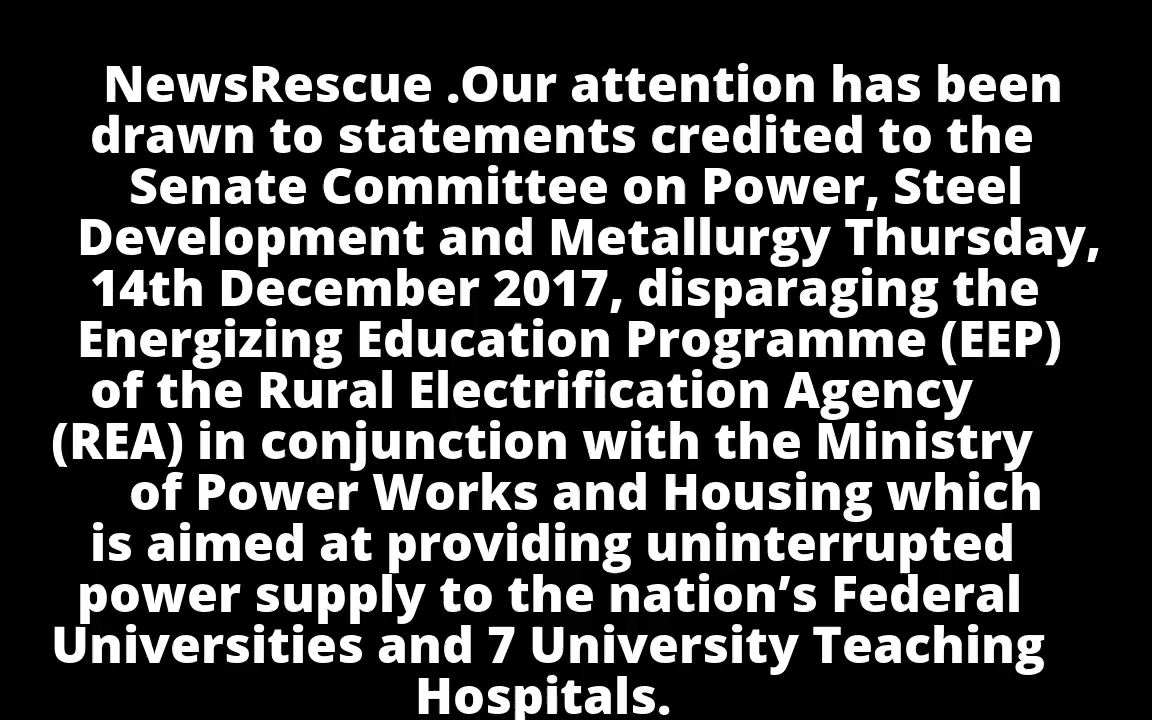 NewsRescue .Our attention has been
drawn to statements credited to the
Senate Committee on Power, Steel
Development and Metallurgy Thursday,
14th December 2017, disparaging the
Energizing Education Programme (EEP)
of the Rural Electrification Agency
(REA) in conjunction with the Ministry
of Power Works and Housing which
is aimed at providing uninterrupted
power supply to the nation’s Federal
Universities and 7 University Teaching
Hospitals.